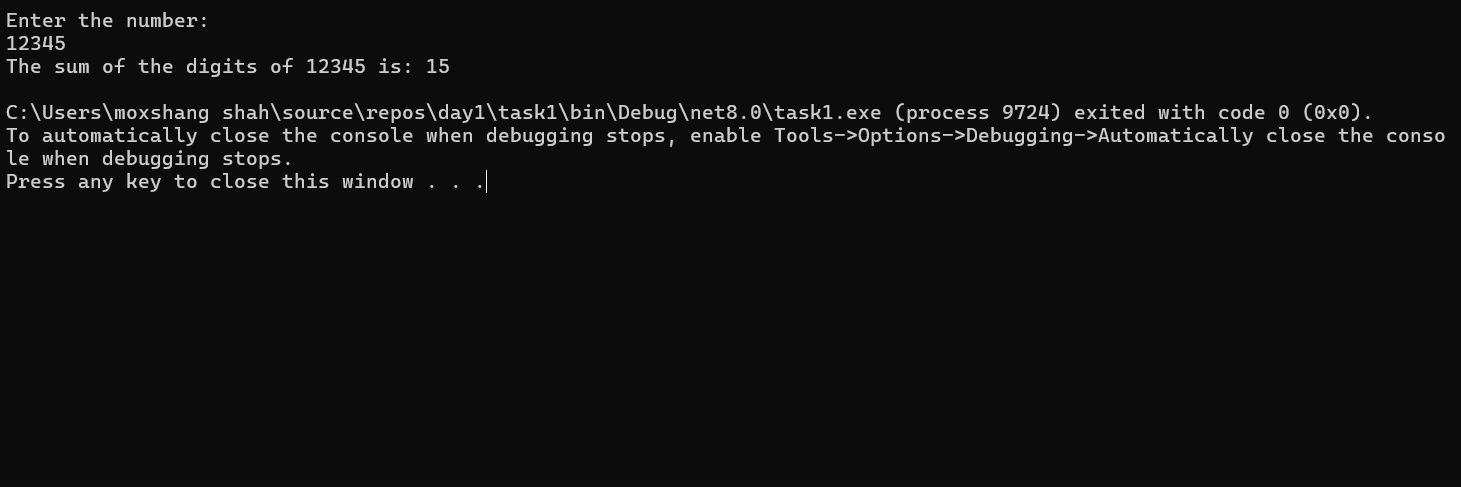 Enter the number:
12345
The sum of the digits of 12345 is: 15
C:\Users\moxshang shah\source\repos\day1\task1\bin\Debug\net8.0\task1.exe (process 9724) exited with code 0 (0x0).
To automatically close the console when debugging stops, enable Tools->Options->Debugging->Automatically close the conso
le when debugging stops.
Press any key to close this window . . .